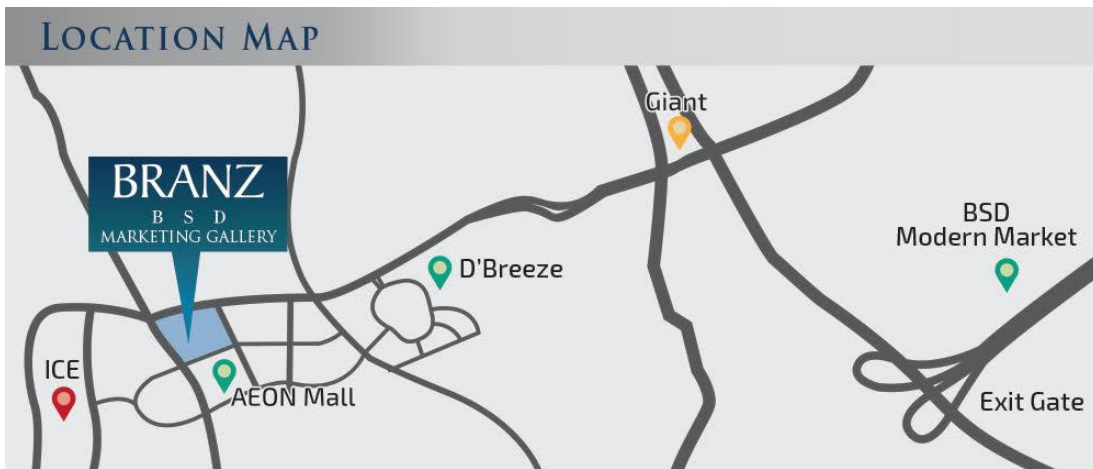 LOCATION MAP
Giant
BRANZ
B S D
MARKETING GALLERY
BSD
Modern Market
D'Breeze
ICE
AEON Mall
Exit Gate